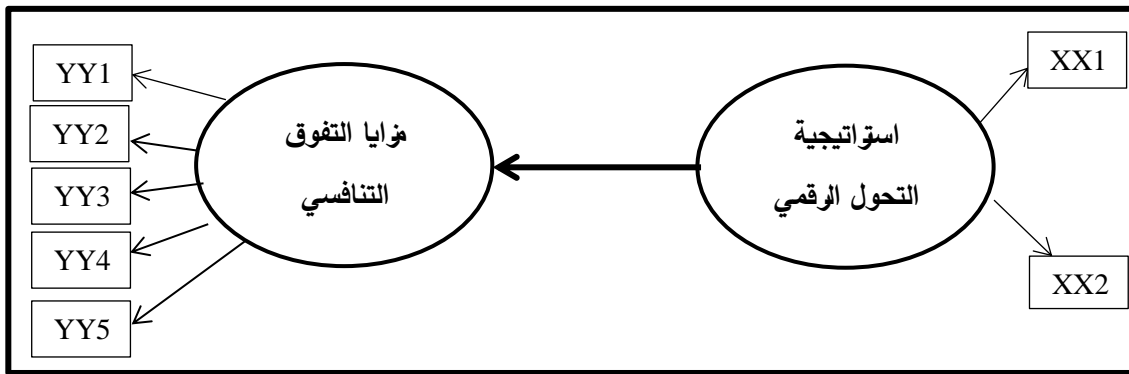 XX1
استراتيجية
التحول الرقمي
XX2
مزايا التفوق
التنافسي
YY1
YY2
YY3
YY4
YY5